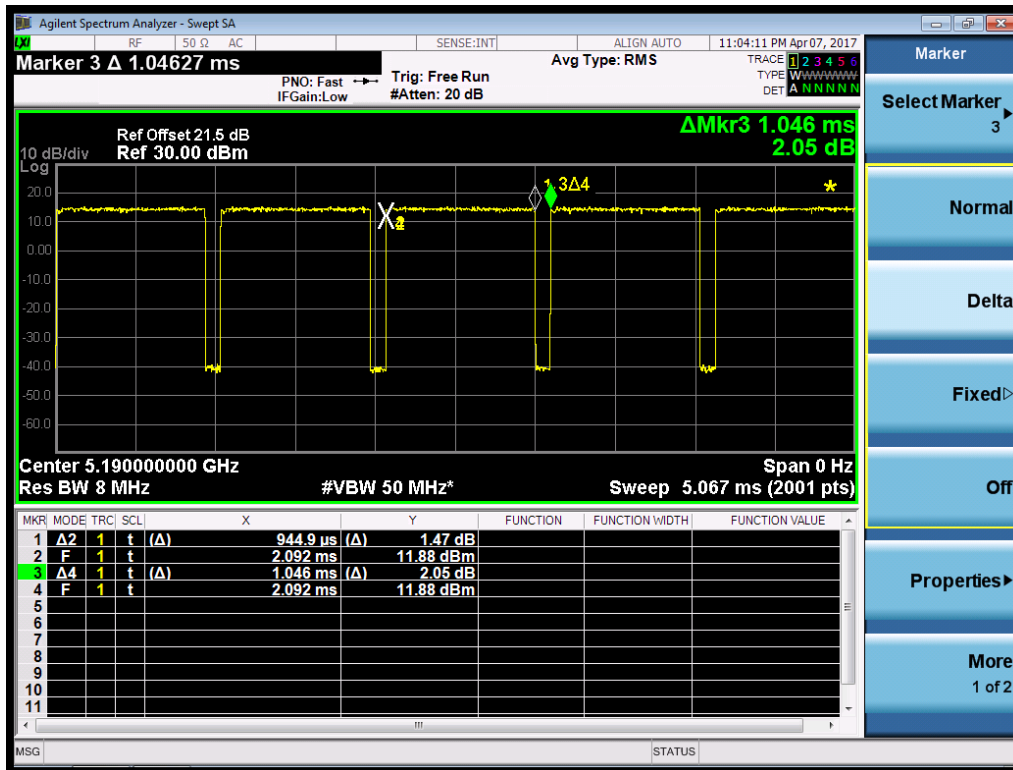 Agilent Spectrum Analyzer - Swept SA
LXI RF 50 Ω AC SENSE:INT ALIGN AUTO 11:04:11 PM Apr 07, 2017
Marker 3 Δ 1.04627 ms
PNO: Fast Trig: Free Run Avg Type: RMS TRACE 1 2 3 4 5 6
IFGain:Low #Atten: 20 dB TYPE WWWWWW
DET A N N N N N
ΔMkr3 1.046 ms
2.05 dB
Ref Offset 21.5 dB
10 dB/div Ref 30.00 dBm
Log
20.0
10.0
0.00
-10.0
-20.0
-30.0
-40.0
-50.0
-60.0
3Δ4
Center 5.190000000 GHz Span 0 Hz
Res BW 8 MHz #VBW 50 MHz* Sweep 5.067 ms (2001 pts)
MKR MODE TRC SCL X Y FUNCTION FUNCTION WIDTH FUNCTION VALUE
1 Δ2 1 t (Δ) 944.9 µs (Δ) 1.47 dB
2 F 1 t 2.092 ms 11.88 dBm
3 Δ4 1 t (Δ) 1.046 ms (Δ) 2.05 dB
4 F 1 t 2.092 ms 11.88 dBm
5
6
7
8
9
10
11
MSG STATUS
Marker
Select Marker
3
Normal
Delta
Fixed
Off
Properties
More
1 of 2